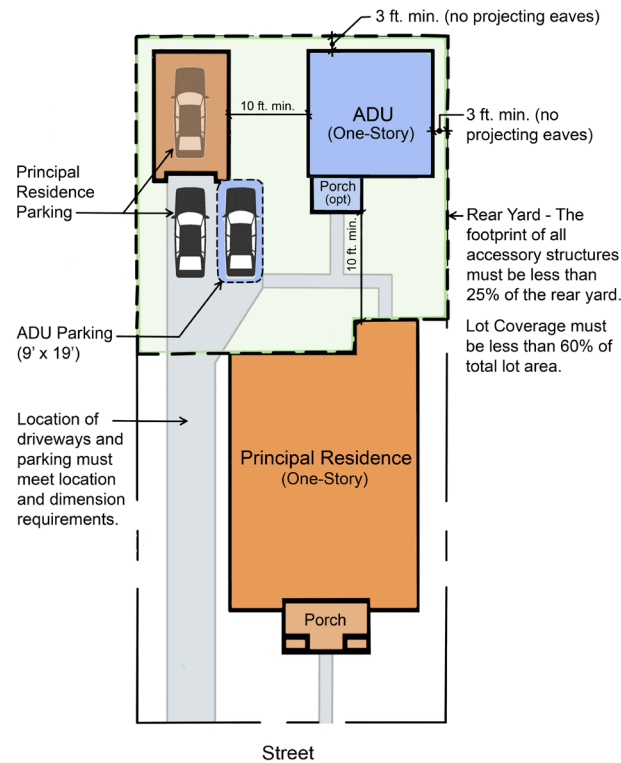 3 ft. min. (no projecting eaves)
10 ft. min.
ADU
(One-Story)
3 ft. min. (no
projecting eaves)
Principal
Residence
Parking
Porch
(opt)
10 ft. min.
Rear Yard - The
footprint of all
accessory structures
must be less than
25% of the rear yard.
Lot Coverage must
be less than 60% of
total lot area.
ADU Parking
(9' x 19')
Location of
driveways and
parking must
meet location
and dimension
requirements.
Principal Residence
(One-Story)
Porch
Street